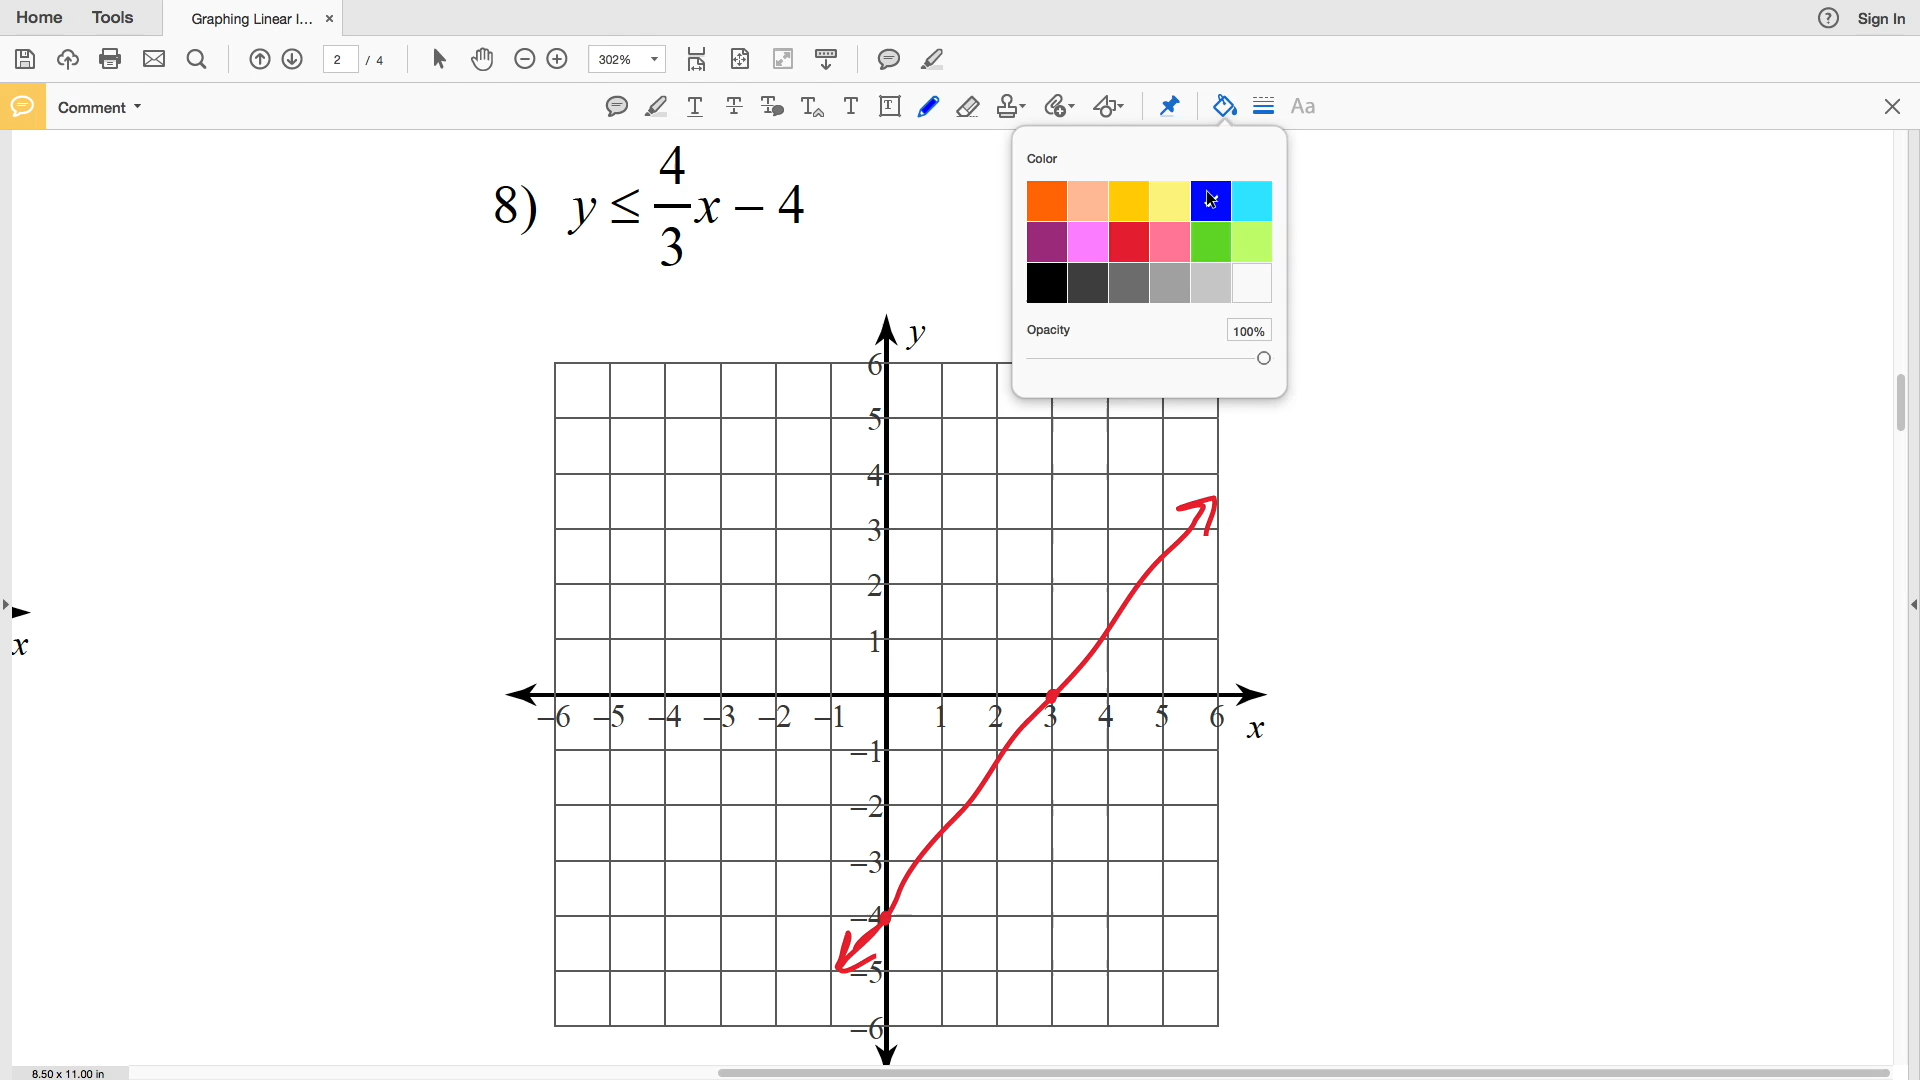 Home Tools Graphing Linear I... × ? Sign In
2 / 4 302%
Comment T T T T T T Aa
Color
Opacity 100%
8) y ≤ 4/3 x − 4
y
6
5
4
3
2
1
−6 −5 −4 −3 −2 −1 1 2 3 4 5 6
x
x
−1
−2
−3
−4
−5
−6
8.50 x 11.00 in